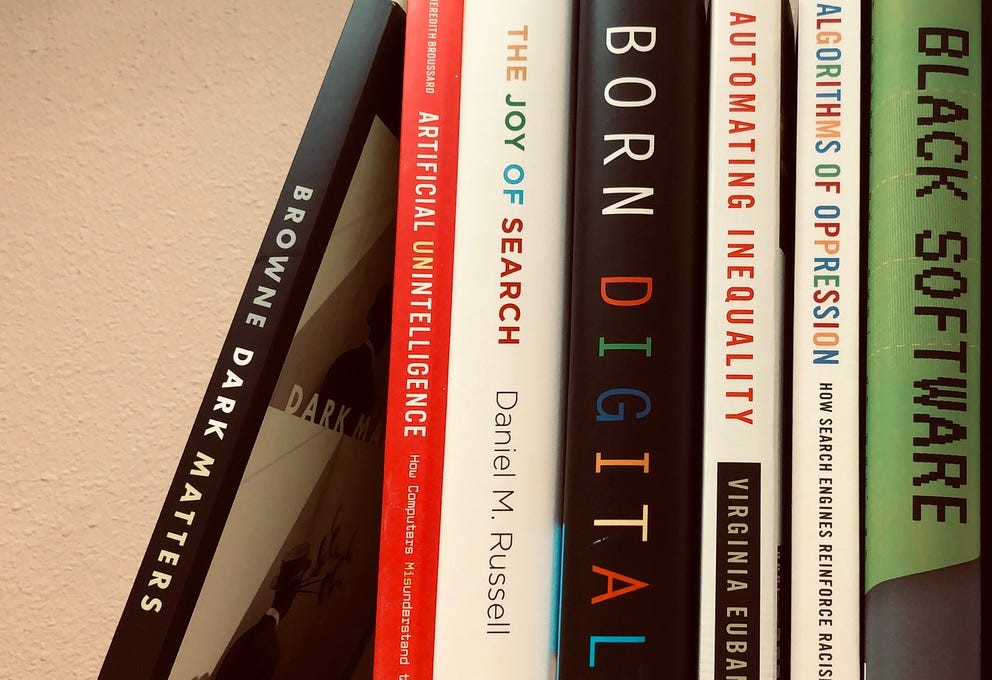 BROWNE DARK MATTERS
DARK MA
MEREDITH BROUSSARD
ARTIFICIAL UNINTELLIGENCE
How Computers Misunderstand t
THE JOY OF SEARCH
Daniel M. Russell
BORN DIGITAL
AUTOMATING INEQUALITY
VIRGINIA EUBA
ALGORITHMS OF OPPRESSION
HOW SEARCH ENGINES REINFORCE RACIS
BLACK SOFTWARE